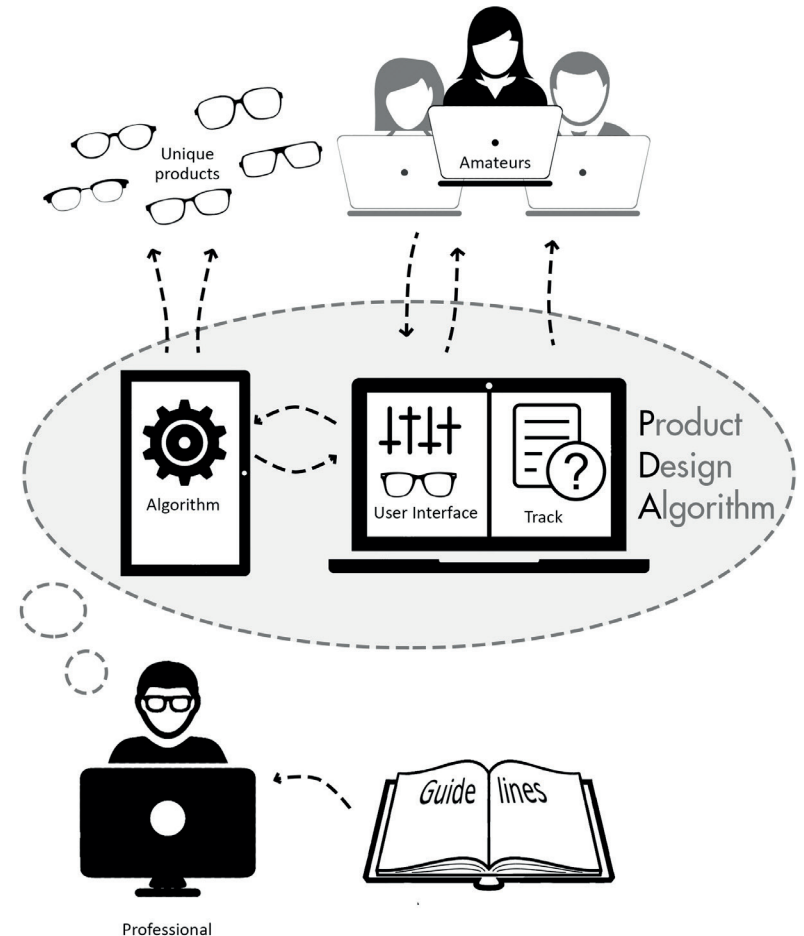 Unique
products
Amateurs
Algorithm
User Interface
Track
Product
Design
Algorithm
Guide lines
Professional